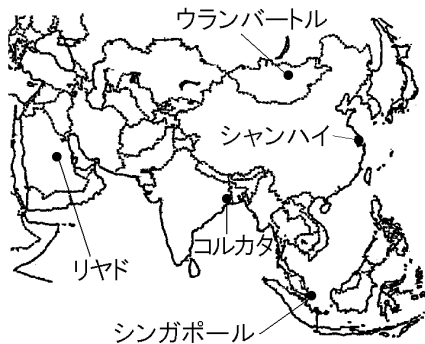 ウランバートル
シャンハイ
コルカタ
リヤド
シンガポール